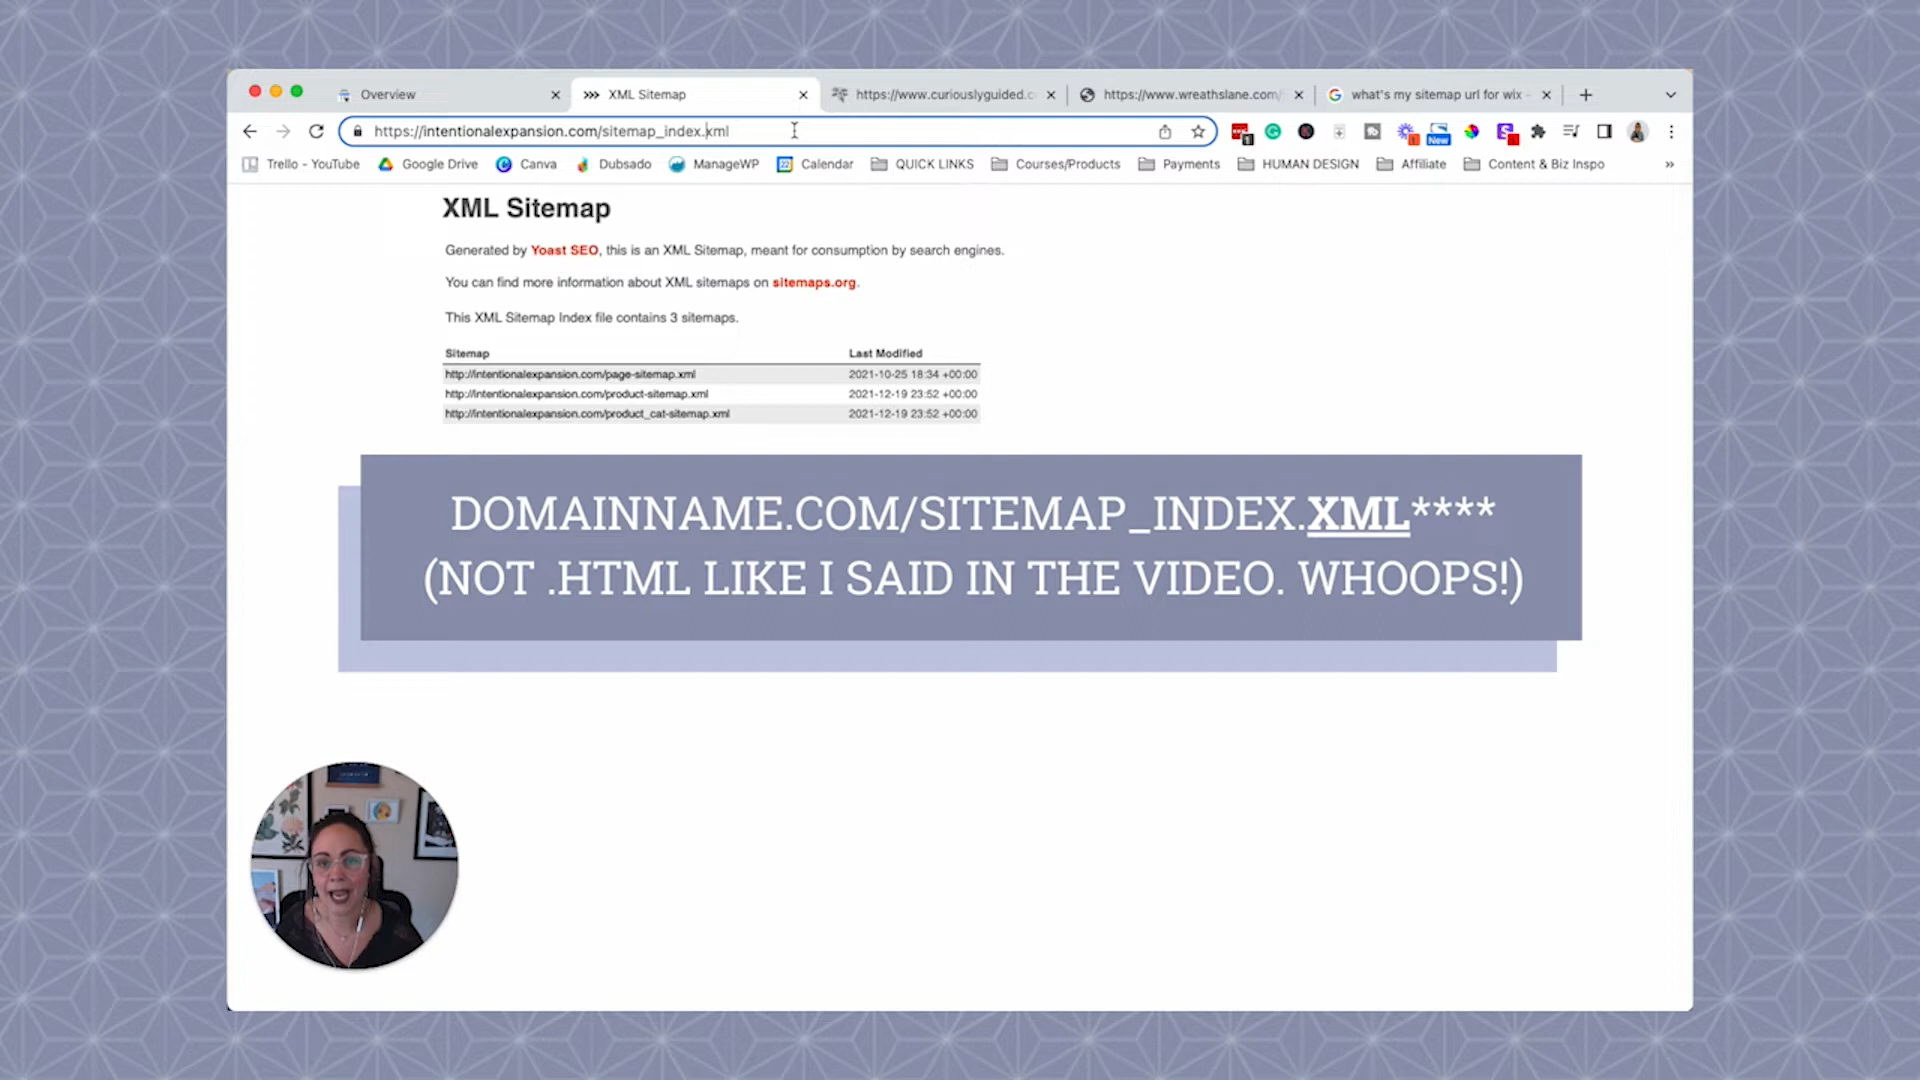 Overview
XML Sitemap
https://www.curiouslyguided.c
https://www.wreathslane.com/
what's my sitemap url for wix -
https://intentionalexpansion.com/sitemap_index.xml
New
Trello - YouTube
Google Drive
Canva
Dubsado
ManageWP
Calendar
QUICK LINKS
Courses/Products
Payments
HUMAN DESIGN
Affiliate
Content & Biz Inspo
XML Sitemap
Generated by Yoast SEO, this is an XML Sitemap, meant for consumption by search engines.
You can find more information about XML sitemaps on sitemaps.org.
This XML Sitemap Index file contains 3 sitemaps.
Sitemap Last Modified
http://intentionalexpansion.com/page-sitemap.xml 2021-10-25 18:34 +00:00
http://intentionalexpansion.com/product-sitemap.xml 2021-12-19 23:52 +00:00
http://intentionalexpansion.com/product_cat-sitemap.xml 2021-12-19 23:52 +00:00
DOMAINNAME.COM/SITEMAP_INDEX.XML****
(NOT .HTML LIKE I SAID IN THE VIDEO. WHOOPS!)